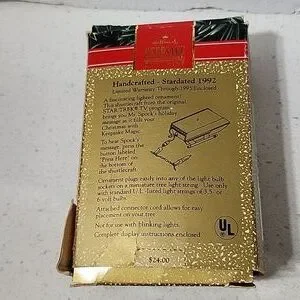 Hallmark
KEEPSAKE
Handcrafted - Stardated 1992
Limited Warranty Through 1993 Enclosed
A fascinating lighted ornament!
This shuttlecraft from the original
STAR TREK® TV program
brings you Mr. Spock's holiday
message as it fills your
Christmas with
Keepsake Magic.
To hear Spock's
message, press the
button labeled
"Press Here" on
the bottom of
the shuttlecraft.
Ornament plugs easily into any of the light bulb
sockets on a miniature tree light string. Use only
with standard U.L.-listed light strings of 3.5- or
6-volt bulbs.
Attached connector cord allows for easy
placement on your tree.
Not for use with blinking lights.
Complete display instructions enclosed.
UL
$24.00